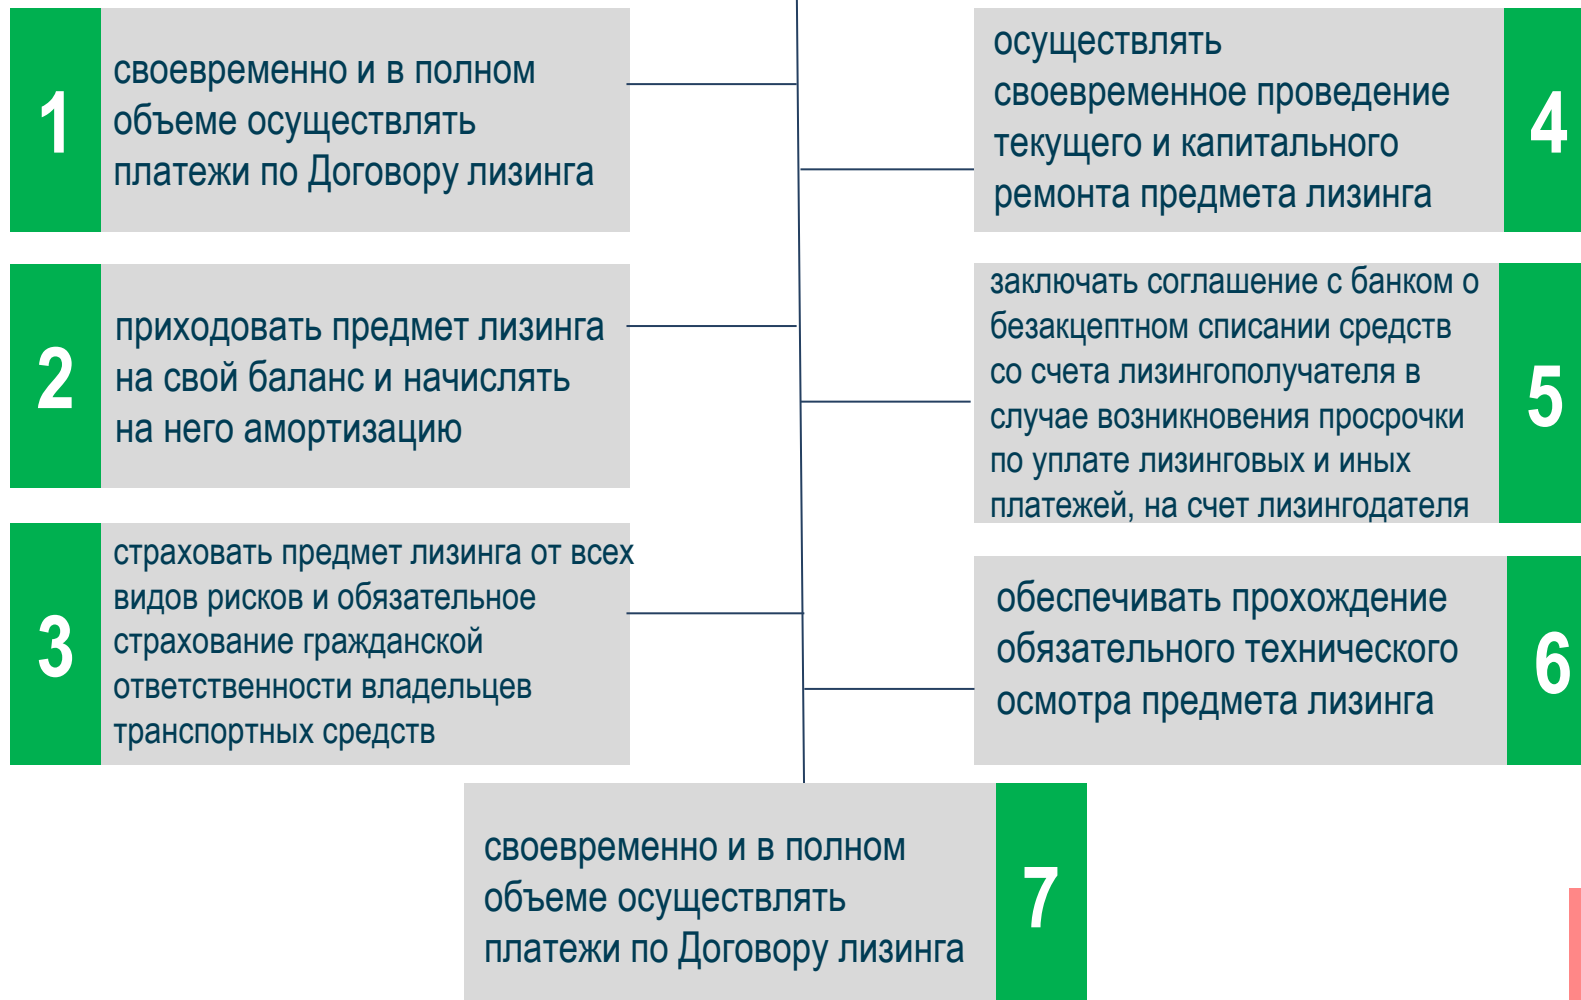 1
своевременно и в полном
объеме осуществлять
платежи по Договору лизинга
2
приходовать предмет лизинга
на свой баланс и начислять
на него амортизацию
3
страховать предмет лизинга от всех
видов рисков и обязательное
страхование гражданской
ответственности владельцев
транспортных средств
осуществлять
своевременное проведение
текущего и капитального
ремонта предмета лизинга
4
заключать соглашение с банком о
безакцептном списании средств
со счета лизингополучателя в
случае возникновения просрочки
по уплате лизинговых и иных
платежей, на счет лизингодателя
5
обеспечивать прохождение
обязательного технического
осмотра предмета лизинга
6
своевременно и в полном
объеме осуществлять
платежи по Договору лизинга
7